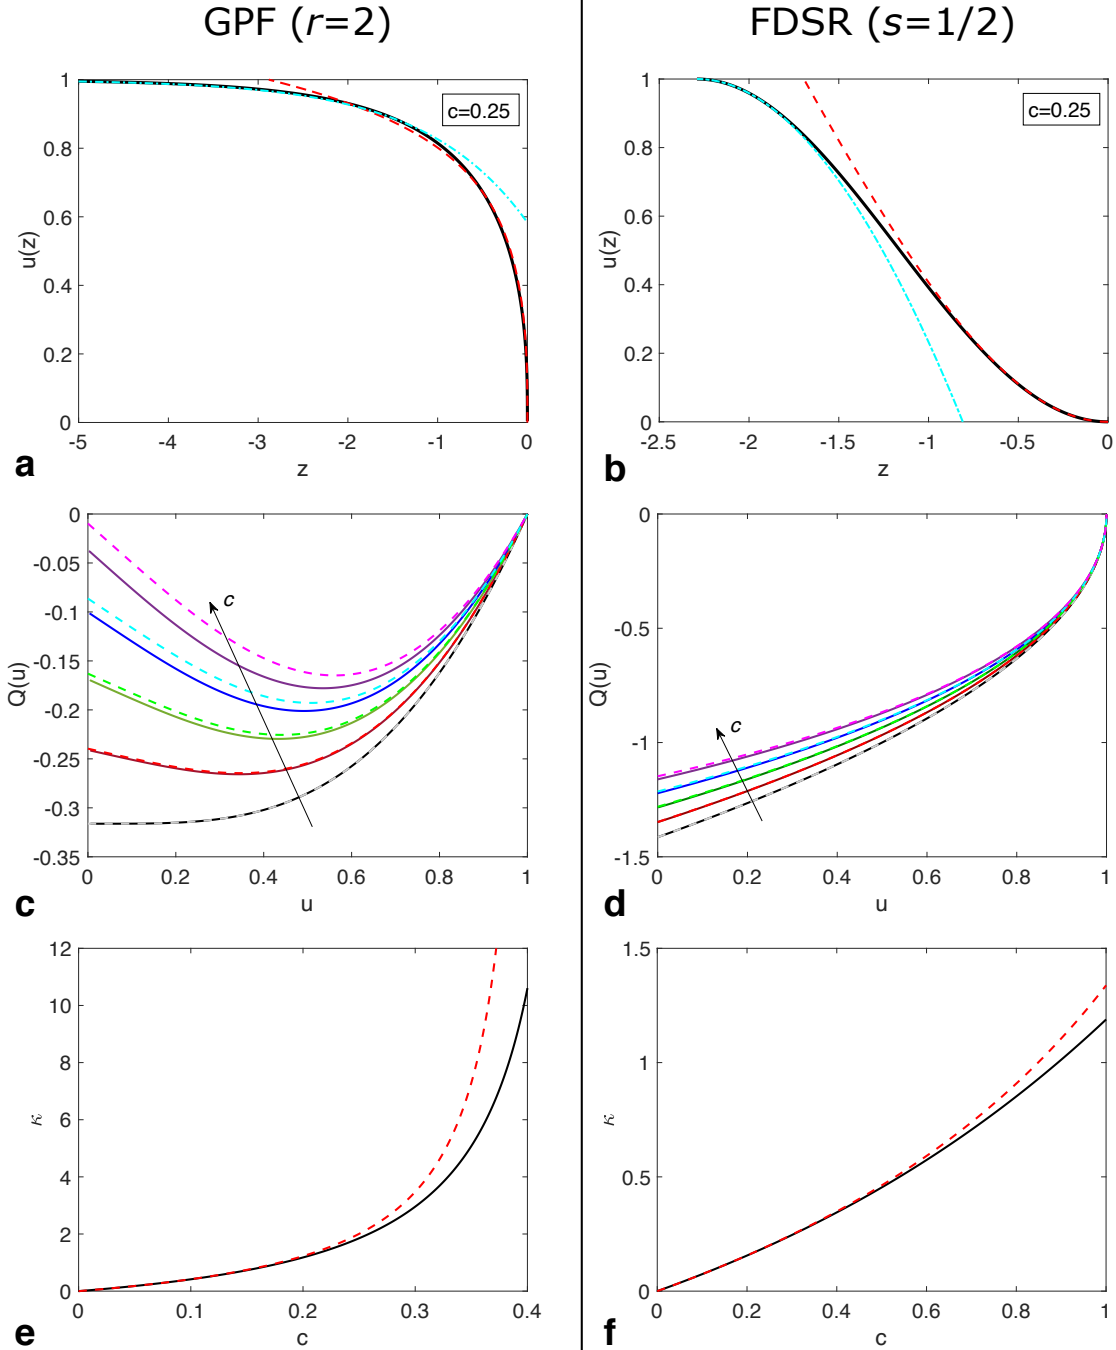 GPF (r=2)
FDSR (s=1/2)
1
0.8
0.6
0.4
0.2
0
u(z)
c=0.25
-5 -4 -3 -2 -1 0
z
a
1
0.8
0.6
0.4
0.2
0
u(z)
c=0.25
-2.5 -2 -1.5 -1 -0.5 0
z
b
0
-0.05
-0.1
-0.15
-0.2
-0.25
-0.3
-0.35
Q(u)
c
0 0.2 0.4 0.6 0.8 1
u
c
0
-0.5
-1
-1.5
Q(u)
c
0 0.2 0.4 0.6 0.8 1
u
d
12
10
8
6
4
2
0
κ
0 0.1 0.2 0.3 0.4
c
e
1.5
1
0.5
0
κ
0 0.2 0.4 0.6 0.8 1
c
f